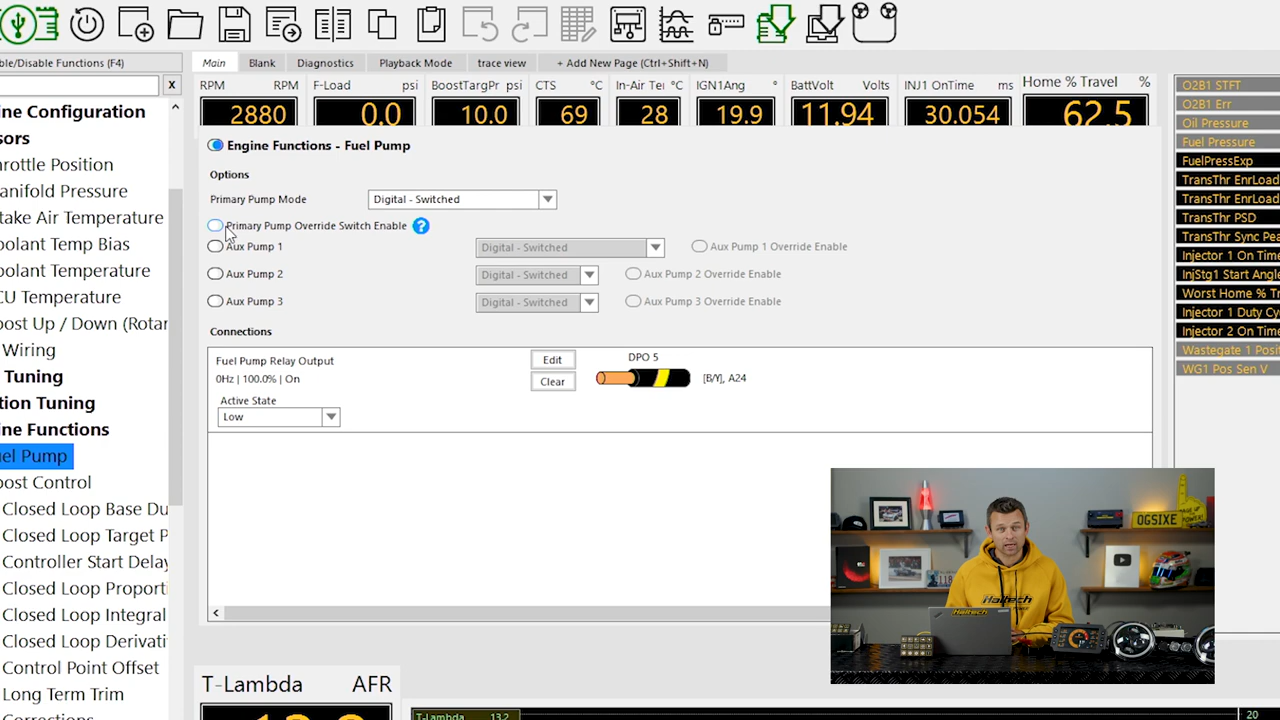 ble/Disable Functions (F4)
Main
Blank
Diagnostics
Playback Mode
trace view
+ Add New Page (Ctrl+Shift+N)
X
RPM RPM
2880
F-Load psi
0.0
BoostTargPr psi
10.0
CTS °C
69
In-Air Te °C
28
IGN1Ang °
19.9
BattVolt Volts
11.94
INJ1 OnTime ms
30.054
Home % Travel %
62.5
ne Configuration
sors
hrottle Position
anifold Pressure
take Air Temperature
oolant Temp Bias
oolant Temperature
CU Temperature
oost Up / Down (Rotar
Wiring
Tuning
tion Tuning
ine Functions
uel Pump
oost Control
Closed Loop Base Du
Closed Loop Target P
Controller Start Delay
Closed Loop Proporti
Closed Loop Integral
Closed Loop Derivati
Control Point Offset
Long Term Trim
Corrections
Engine Functions - Fuel Pump
Options
Primary Pump Mode Digital - Switched
Primary Pump Override Switch Enable ?
Aux Pump 1 Digital - Switched Aux Pump 1 Override Enable
Aux Pump 2 Digital - Switched Aux Pump 2 Override Enable
Aux Pump 3 Digital - Switched Aux Pump 3 Override Enable
Connections
Fuel Pump Relay Output
0Hz | 100.0% | On
Edit
Clear
DPO 5
[B/Y], A24
Active State
Low
O2B1 STFT
O2B1 Err
Oil Pressure
Fuel Pressure
FuelPressExp
TransThr EnrLoad
TransThr EnrLoa
TransThr PSD
TransThr Sync Pea
Injector 1 On Time
InjStg1 Start Angle
Worst Home % Tr
Injector 1 Duty Cy
Injector 2 On Time
Wastegate 1 Posit
WG1 Pos Sen V
OGSIXE
Haltech
Haltech
T-Lambda AFR
T-Lambda 13.2
20